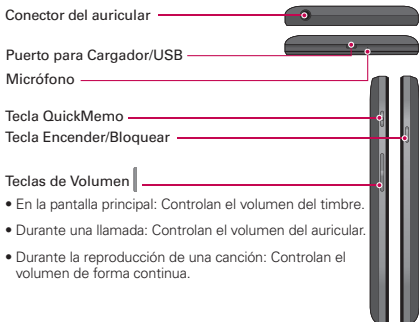 Conector del auricular
Puerto para Cargador/USB
Micrófono
Tecla QuickMemo
Tecla Encender/Bloquear
Teclas de Volumen
• En la pantalla principal: Controlan el volumen del timbre.
• Durante una llamada: Controlan el volumen del auricular.
• Durante la reproducción de una canción: Controlan el
volumen de forma continua.